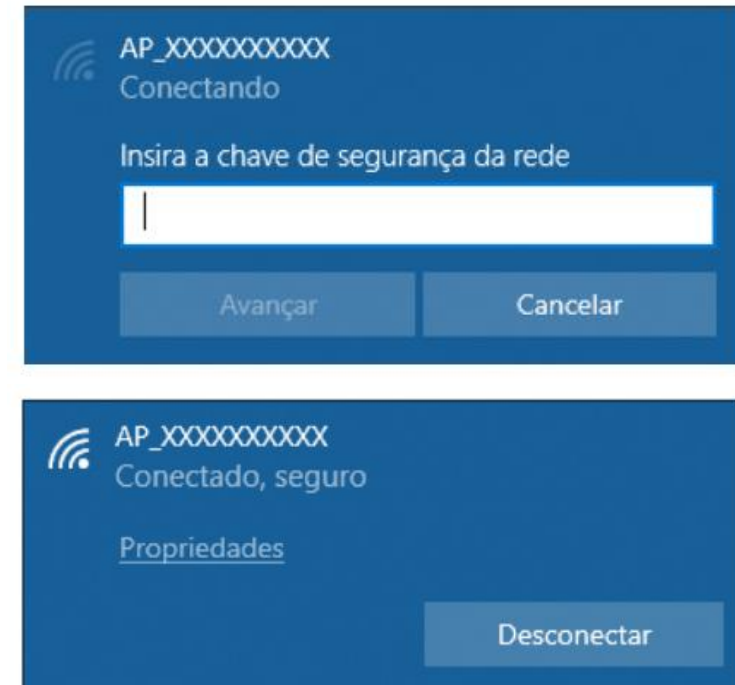 AP_XXXXXXXXXX
Conectando
Insira a chave de segurança da rede
Avançar Cancelar
AP_XXXXXXXXXX
Conectado, seguro
Propriedades
Desconectar